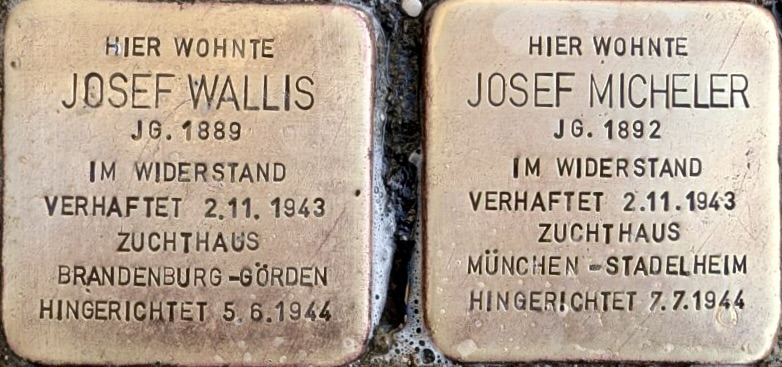 HIER WOHNTE
JOSEF WALLIS
JG. 1889
IM WIDERSTAND
VERHAFTET 2.11.1943
ZUCHTHAUS
BRANDENBURG-GÖRDEN
HINGERICHTET 5.6.1944
HIER WOHNTE
JOSEF MICHELER
JG. 1892
IM WIDERSTAND
VERHAFTET 2.11.1943
ZUCHTHAUS
MÜNCHEN-STADELHEIM
HINGERICHTET 7.7.1944